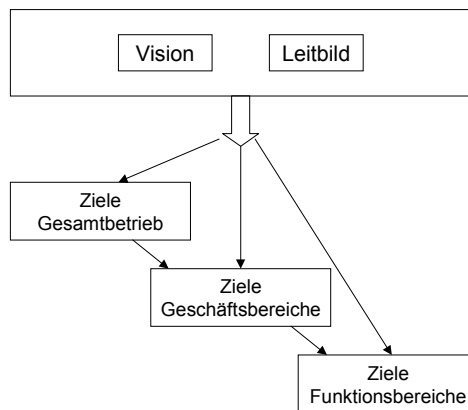 Vision
Leitbild
Ziele
Gesamtbetrieb
Ziele
Geschäftsbereiche
Ziele
Funktionsbereiche